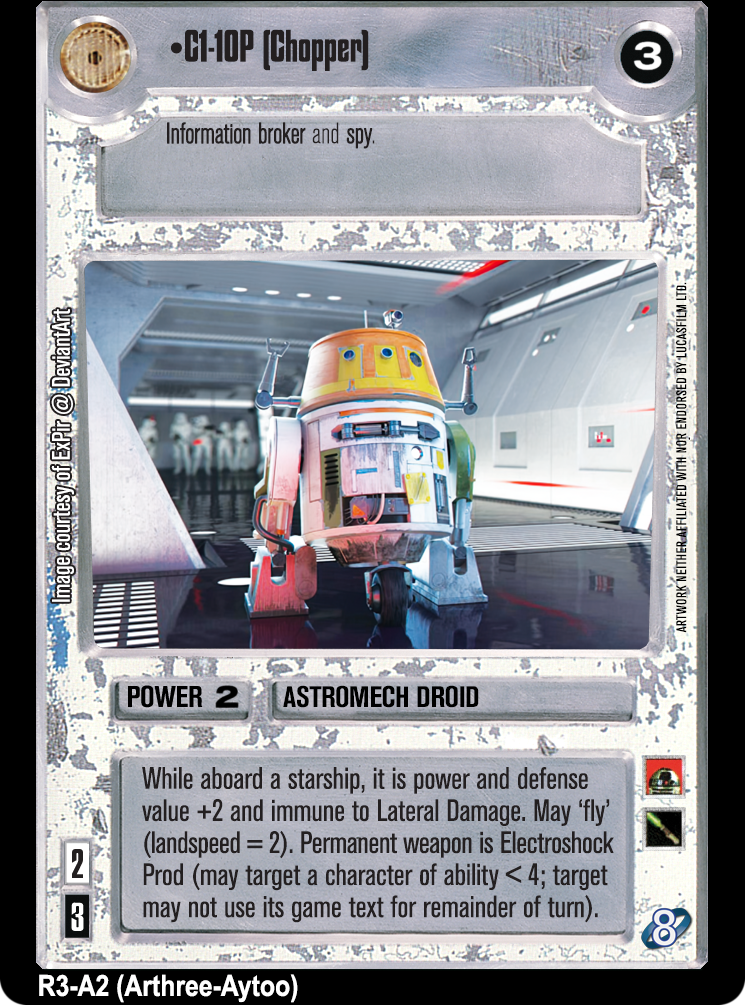 •C1-10P (Chopper)
3
Information broker and spy.
Image courtesy of ExPir @ DeviantArt
ARTWORK NEITHER AFFILIATED WITH NOR ENDORSED BY LUCASFILM LTD.
POWER 2
ASTROMECH DROID
While aboard a starship, it is power and defense
value +2 and immune to Lateral Damage. May ‘fly’
(landspeed = 2). Permanent weapon is Electroshock
Prod (may target a character of ability < 4; target
may not use its game text for remainder of turn).
2
3
8
R3-A2 (Arthree-Aytoo)